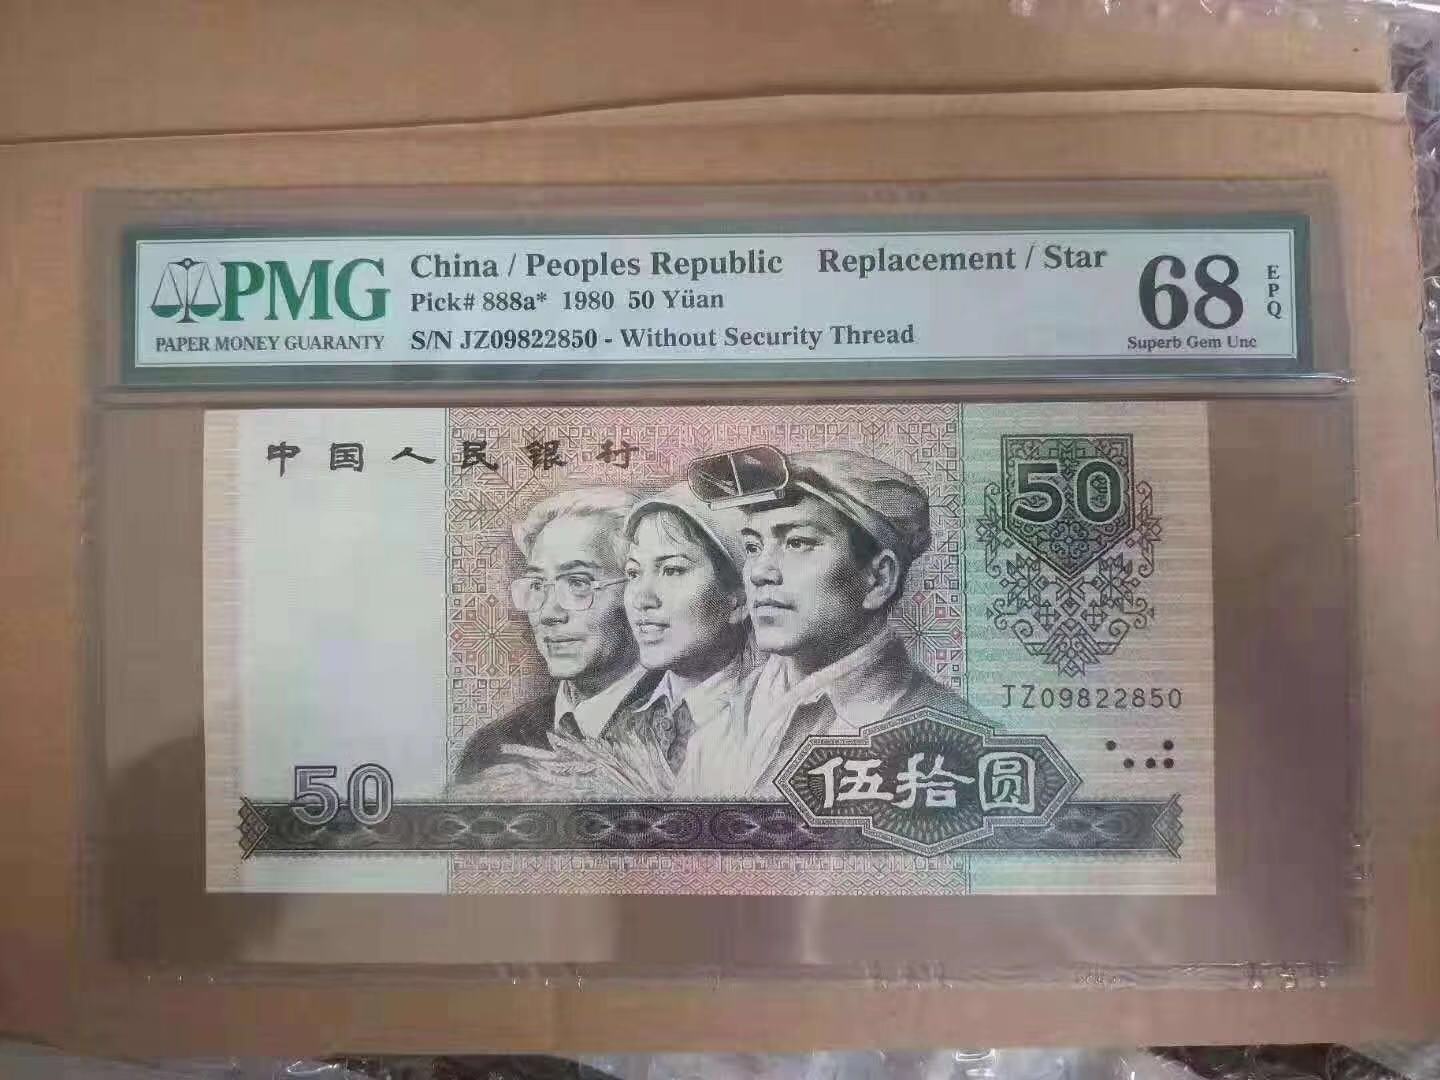 PMG
PAPER MONEY GUARANTY
China / Peoples Republic Replacement / Star
Pick# 888a* 1980 50 Yüan
S/N JZ09822850 - Without Security Thread
68
EPQ
Superb Gem Unc
中国人民银行
50
JZ09822850
50
伍拾圆